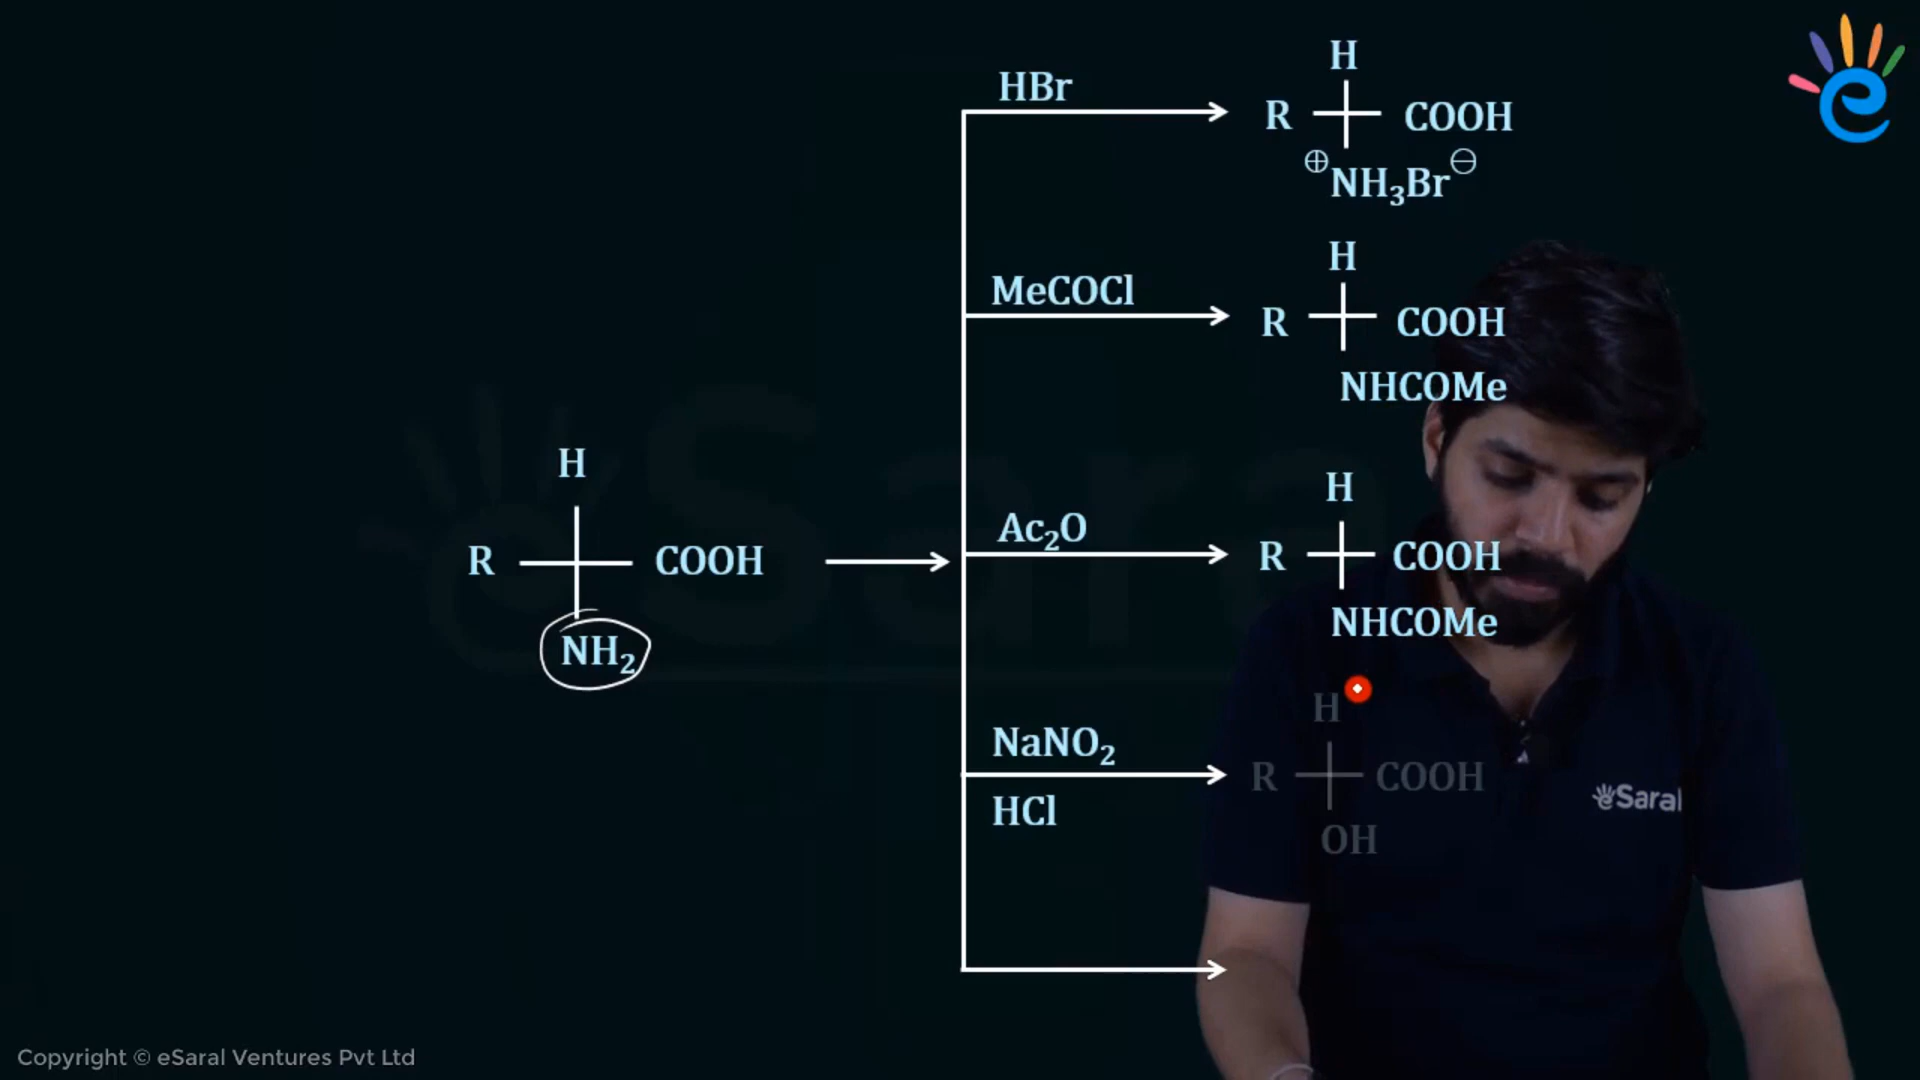 H
HBr
R COOH
⊕NH₃Br⊖
H
MeCOCl
R COOH
NHCOMe
H
R COOH
NH₂
H
Ac₂O
R COOH
NHCOMe
H
NaNO₂
R COOH
HCl
OH
eSaral
eSara
Copyright © eSaral Ventures Pvt Ltd